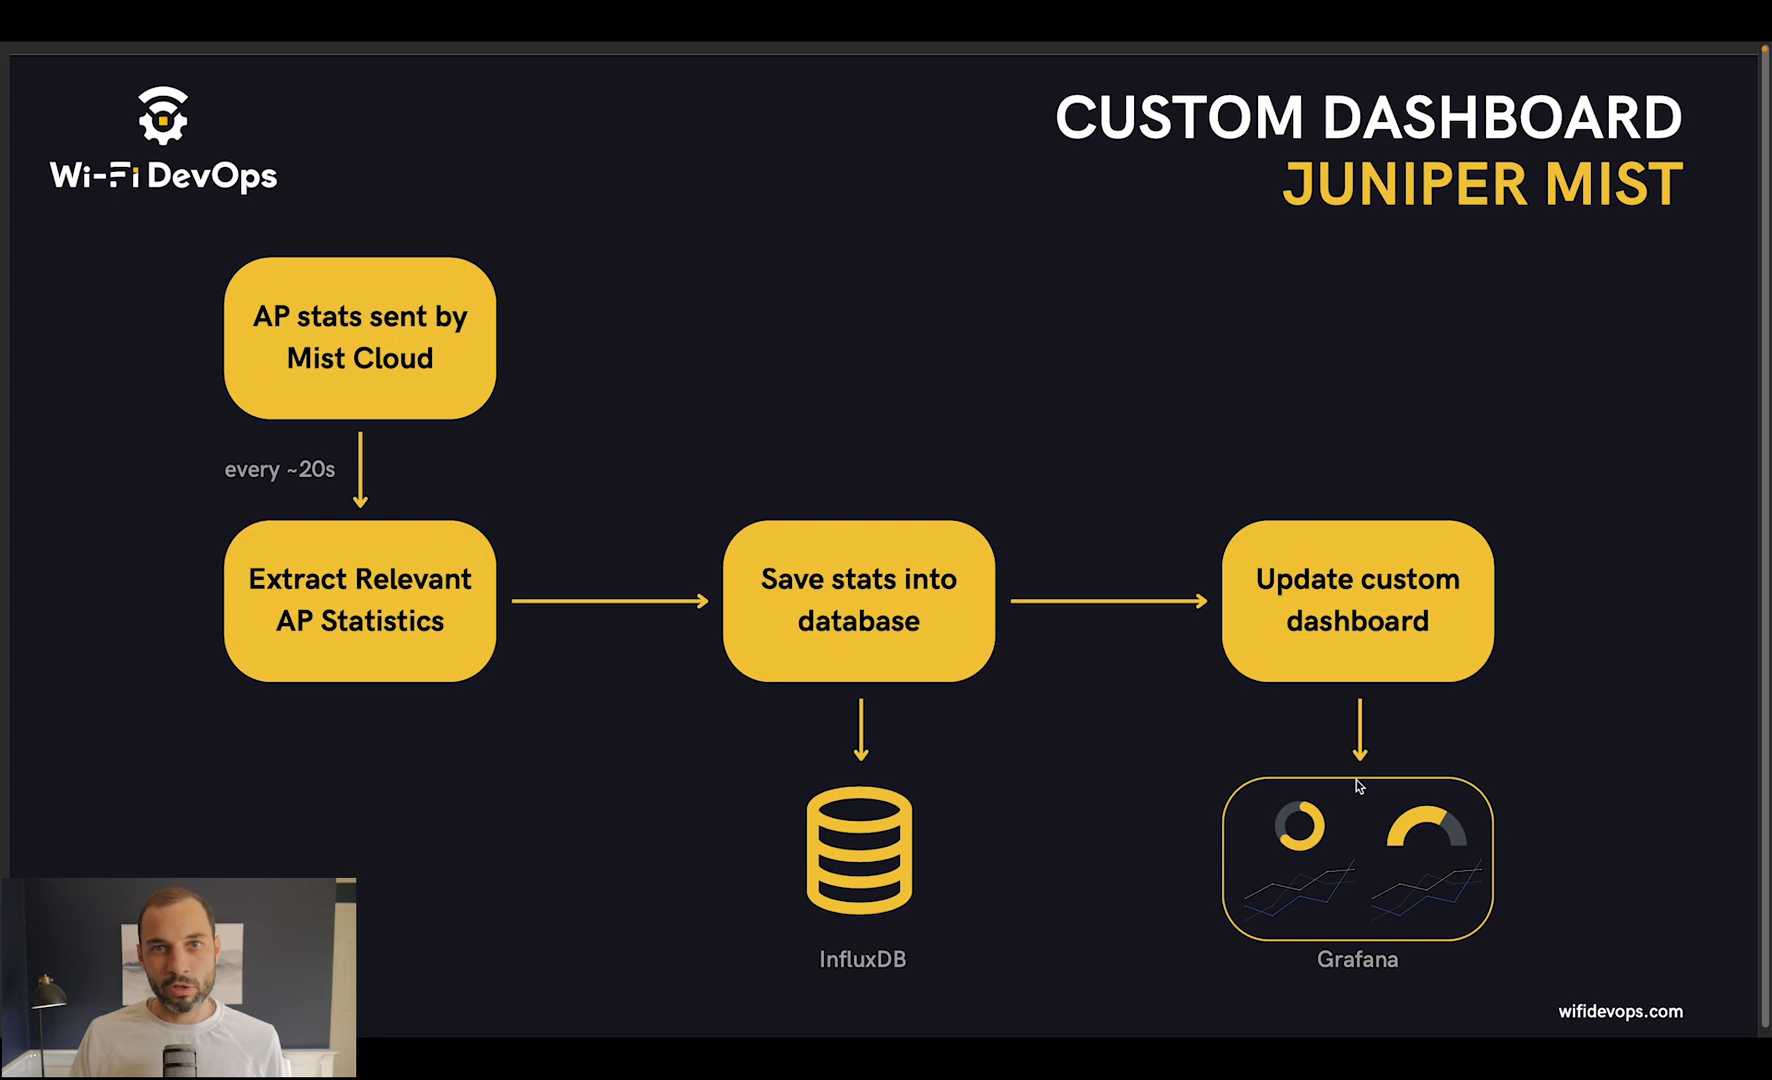 Wi-Fi DevOps
CUSTOM DASHBOARD
JUNIPER MIST
AP stats sent by
Mist Cloud
every ~20s
Extract Relevant
AP Statistics
Save stats into
database
Update custom
dashboard
InfluxDB
Grafana
wifidevops.com